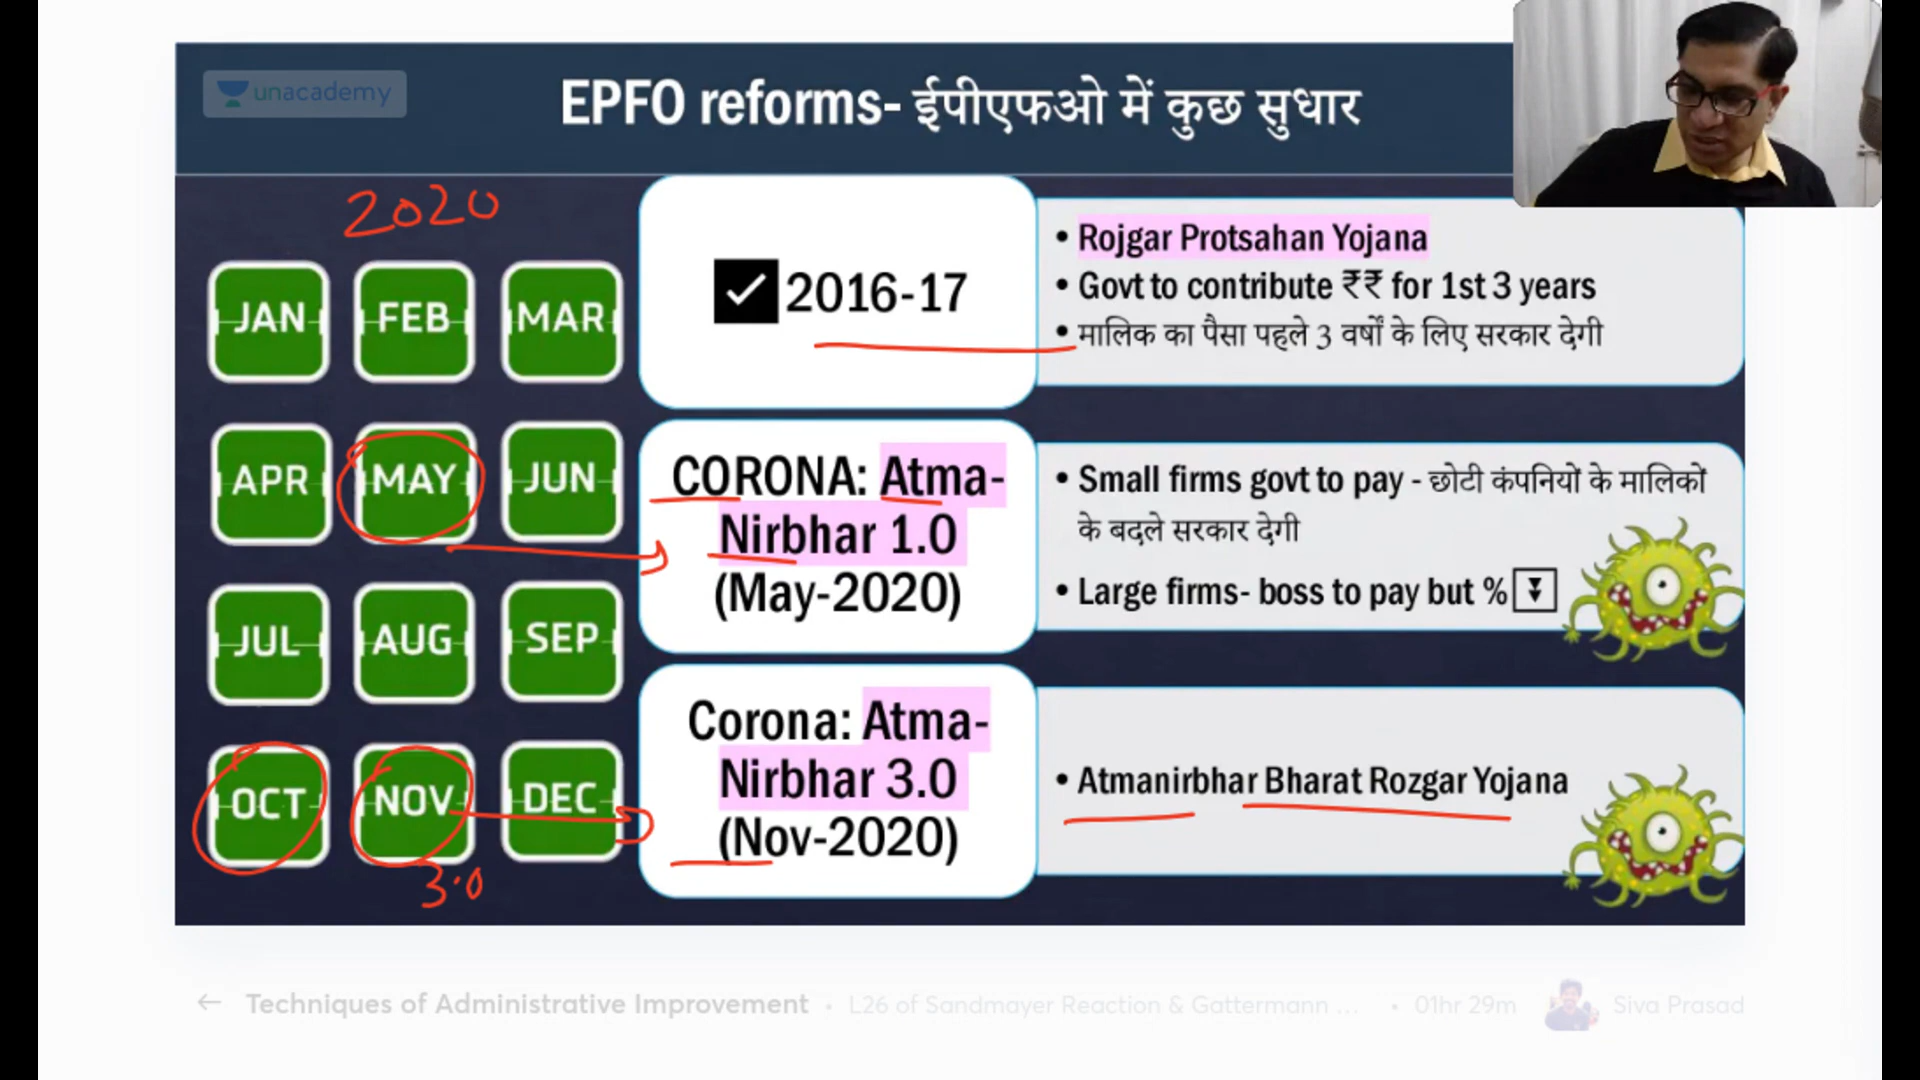 unacademy
EPFO reforms- ईपीएफओ में कुछ सुधार
2020
JAN FEB MAR
APR MAY JUN
JUL AUG SEP
OCT NOV DEC
3.0
2016-17
• Rojgar Protsahan Yojana
• Govt to contribute ₹₹ for 1st 3 years
• मालिक का पैसा पहले 3 वर्षों के लिए सरकार देगी
CORONA: Atma-
Nirbhar 1.0
(May-2020)
• Small firms govt to pay - छोटी कंपनियों के मालिकों
के बदले सरकार देगी
• Large firms- boss to pay but %
Corona: Atma-
Nirbhar 3.0
(Nov-2020)
• Atmanirbhar Bharat Rozgar Yojana
← Techniques of Administrative Improvement • L26 of Sandmayer Reaction & Gattermann ... • 01hr 29m Siva Prasad